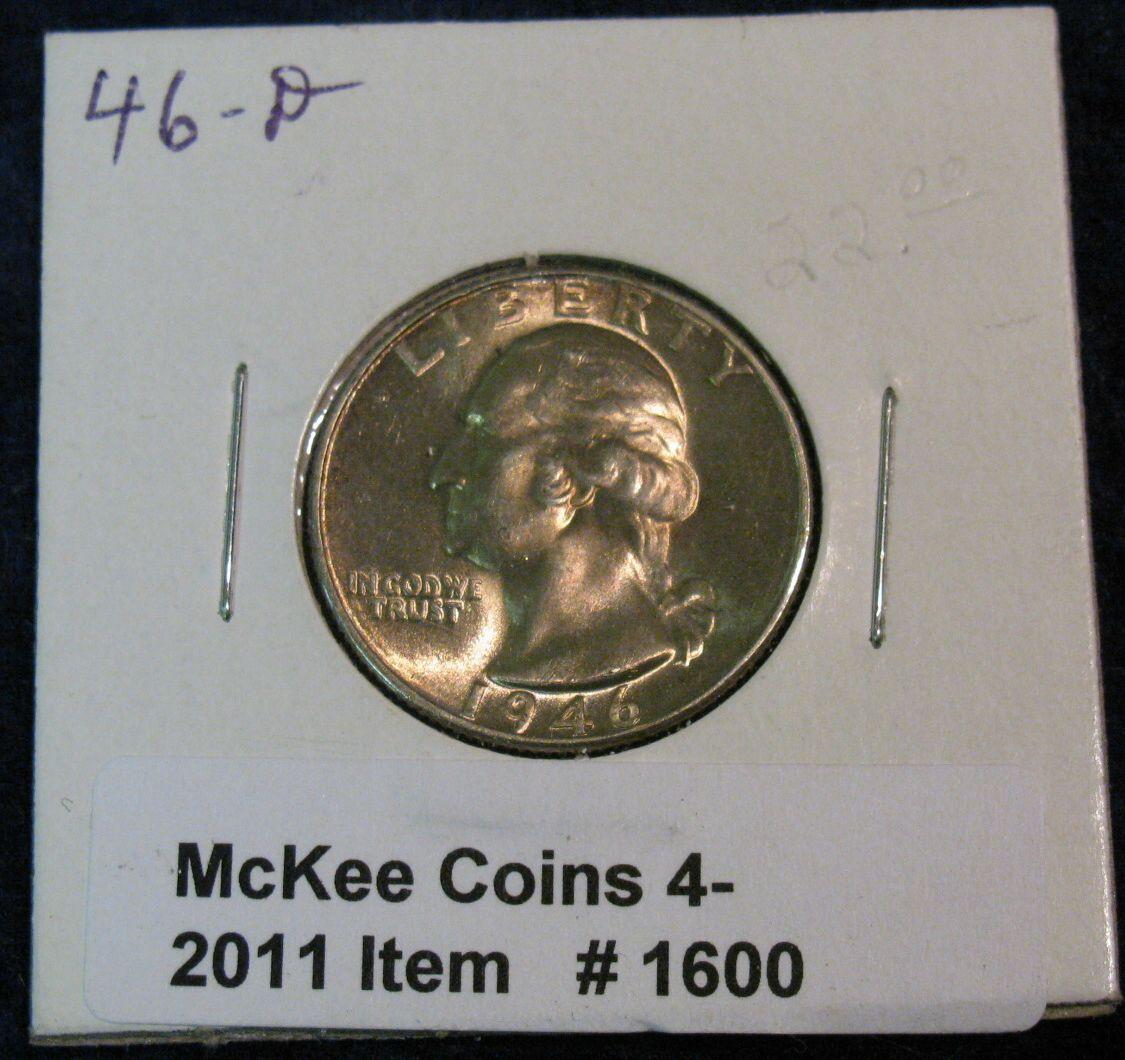 46-D
22.00
LIBERTY
IN GOD WE
TRUST
1946
McKee Coins 4-
2011 Item # 1600